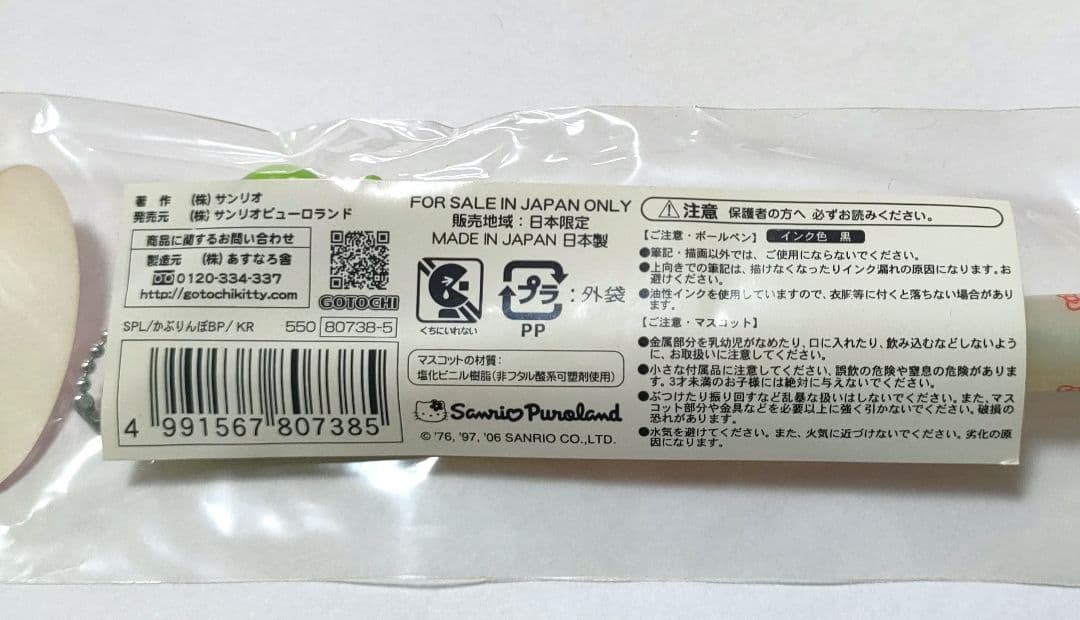 著　作　(株) サンリオ
発売元　(株) サンリオピューロランド
商品に関するお問い合わせ
製造元　(株) あすなろ舎
0120-334-337
http://gotochikitty.com
GOTOCHI
SPL/かぶりんぼBP/ KR　550　80738-5
4 991567 807385
FOR SALE IN JAPAN ONLY
販売地域：日本限定
MADE IN JAPAN 日本製
くちにいれない
プラ：外袋
PP
マスコットの材質：
塩化ビニル樹脂(非フタル酸系可塑剤使用)
Sanrio Puroland
© '76, '97, '06 SANRIO CO.,LTD.
注意 保護者の方へ 必ずお読みください。
【ご注意・ボールペン】 インク色 黒
●筆記・描画以外では、ご使用にならないでください。
●上向きでの筆記は、描けなくなったりインク漏れの原因になります。お
避けください。
●油性インクを使用していますので、衣服等に付くと落ちない場合があり
ます。
【ご注意・マスコット】
●金属部分を乳幼児がなめたり、口に入れたり、飲み込むなどしないよう
に、お取扱いに注意してください。
●小さな付属品に注意してください、誤飲の危険や窒息の危険がありま
す。3才未満のお子様には絶対に与えないでください。
●ぶつけたり振り回すなど乱暴な扱いはしないでください。また、マス
コット部分や金具などを必要以上に強く引かないでください。破損の
恐れがあります。
●水気を避けてください。また、火気に近づけないでください。劣化の原
因になります。